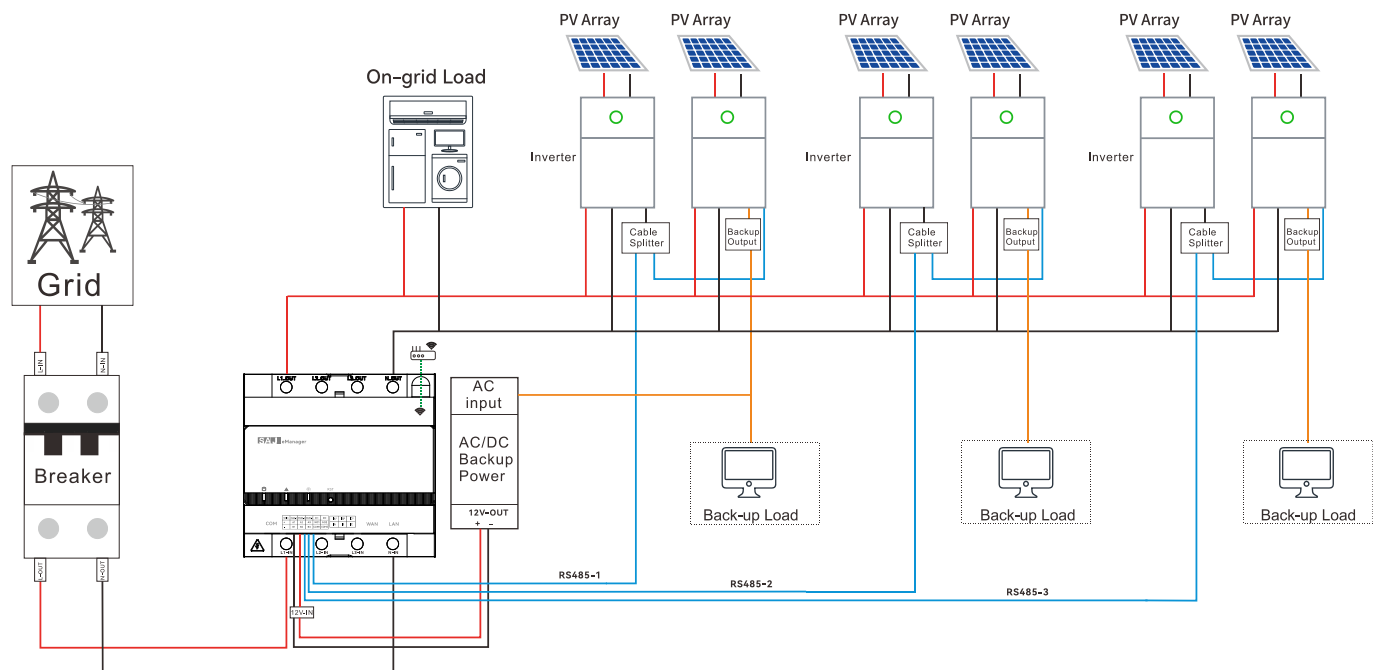 PV Array
PV Array
PV Array
PV Array
PV Array
PV Array
On-grid Load
Inverter
Inverter
Inverter
Cable
Splitter
Backup
Output
Cable
Splitter
Backup
Output
Cable
Splitter
Backup
Output
Grid
L-IN
N-IN
Breaker
L-OUT
N-OUT
L1-OUT
L2-OUT
L3-OUT
N-OUT
SAJ eManager
COM
WAN
LAN
L1-IN
L2-IN
L3-IN
N-IN
AC
input
AC/DC
Backup
Power
12V-OUT
+ −
12V-IN
Back-up Load
Back-up Load
Back-up Load
RS485-1
RS485-2
RS485-3